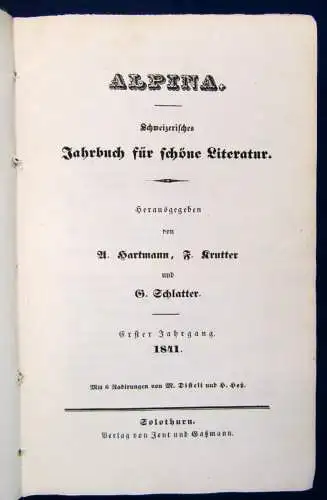 ALPINA.
Schweizerisches
Jahrbuch für schöne Literatur.
Herausgegeben
von
A. Hartmann, F. Krutter
und
G. Schlatter.
Erster Jahrgang.
1841.
Mit 6 Radirungen von M. Disteli und H. Heß.
Solothurn.
Verlag von Jent und Gaßmann.